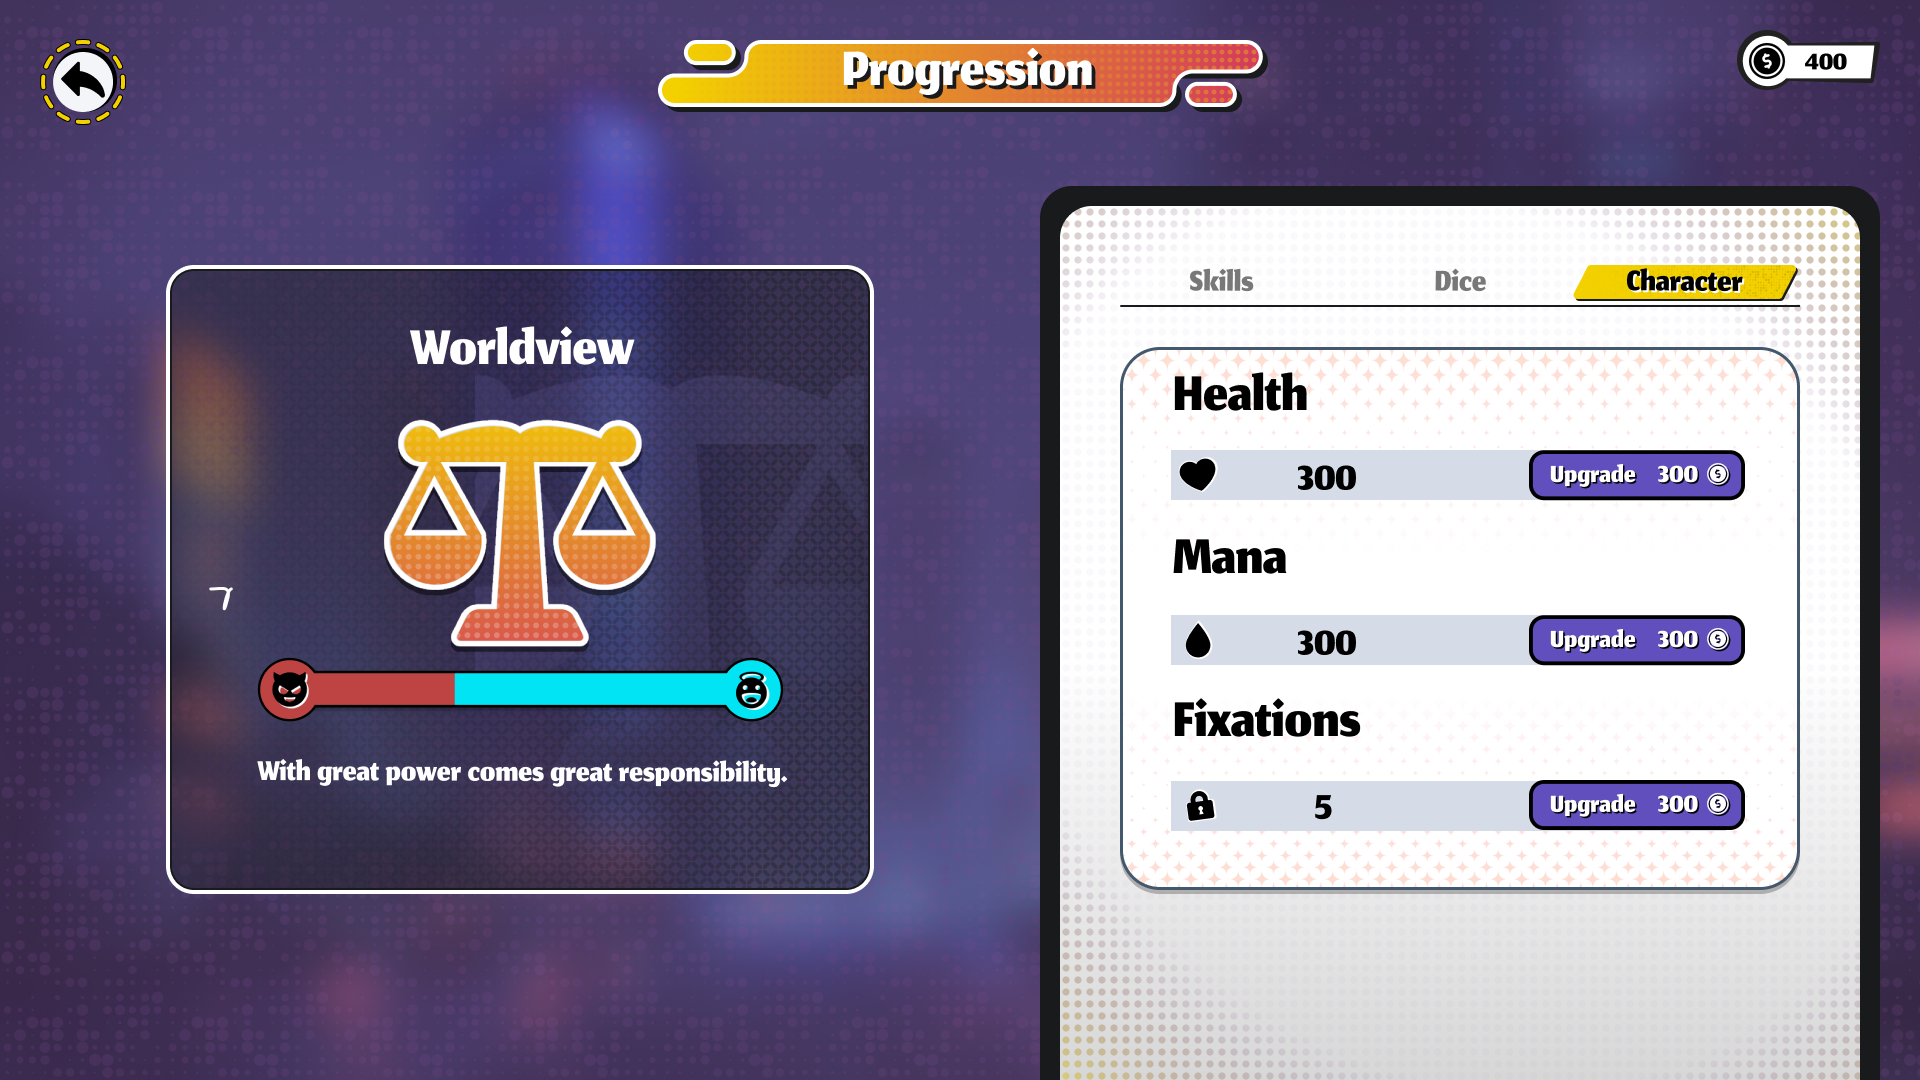 Progression
400
Worldview
With great power comes great responsibility.
Skills Dice Character
Health
300 Upgrade 300
Mana
300 Upgrade 300
Fixations
5 Upgrade 300